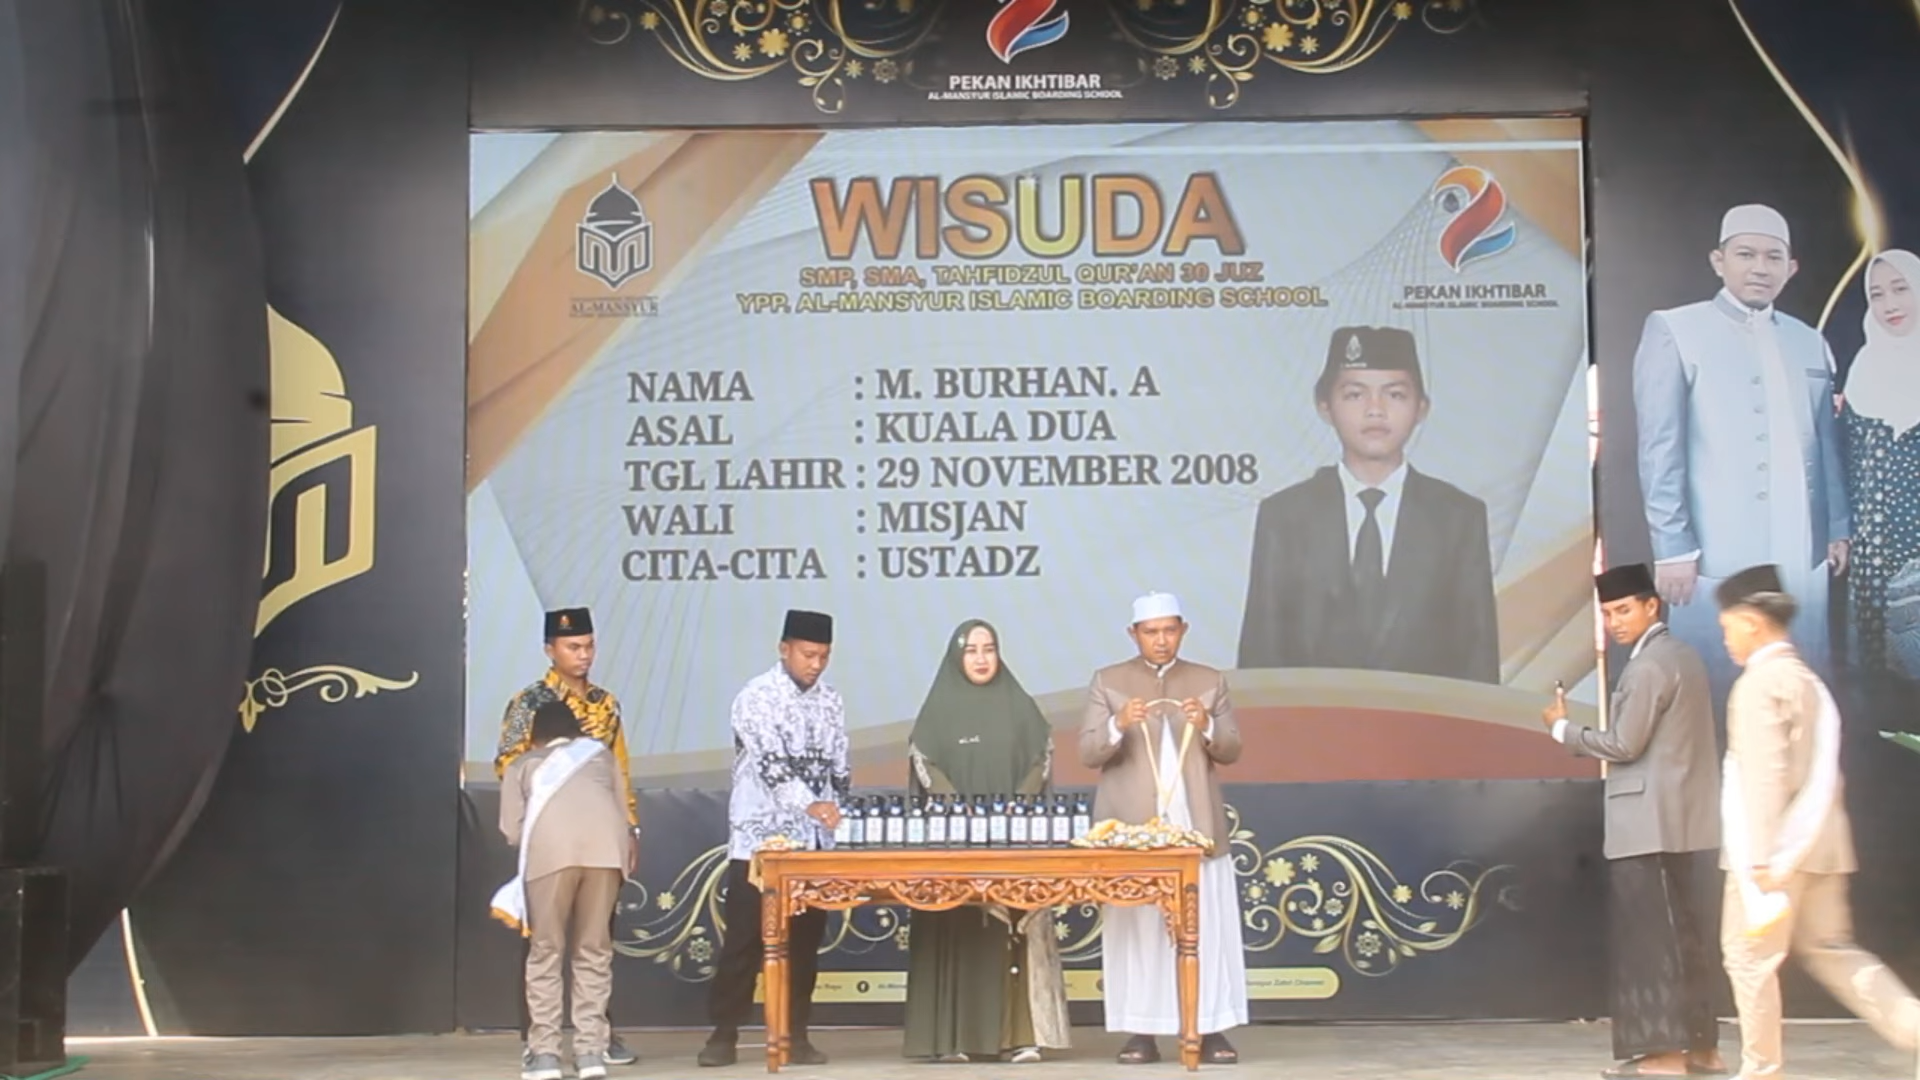 PEKAN IKHTIBAR
AL-MANSYUR ISLAMIC BOARDING SCHOOL
WISUDA
SMP, SMA, TAHFIDZUL QUR'AN 30 JUZ
YPP. AL-MANSYUR ISLAMIC BOARDING SCHOOL
AL-MANSYUR
PEKAN IKHTIBAR
AL-MANSYUR ISLAMIC BOARDING SCHOOL
NAMA : M. BURHAN. A
ASAL : KUALA DUA
TGL LAHIR : 29 NOVEMBER 2008
WALI : MISJAN
CITA-CITA : USTADZ